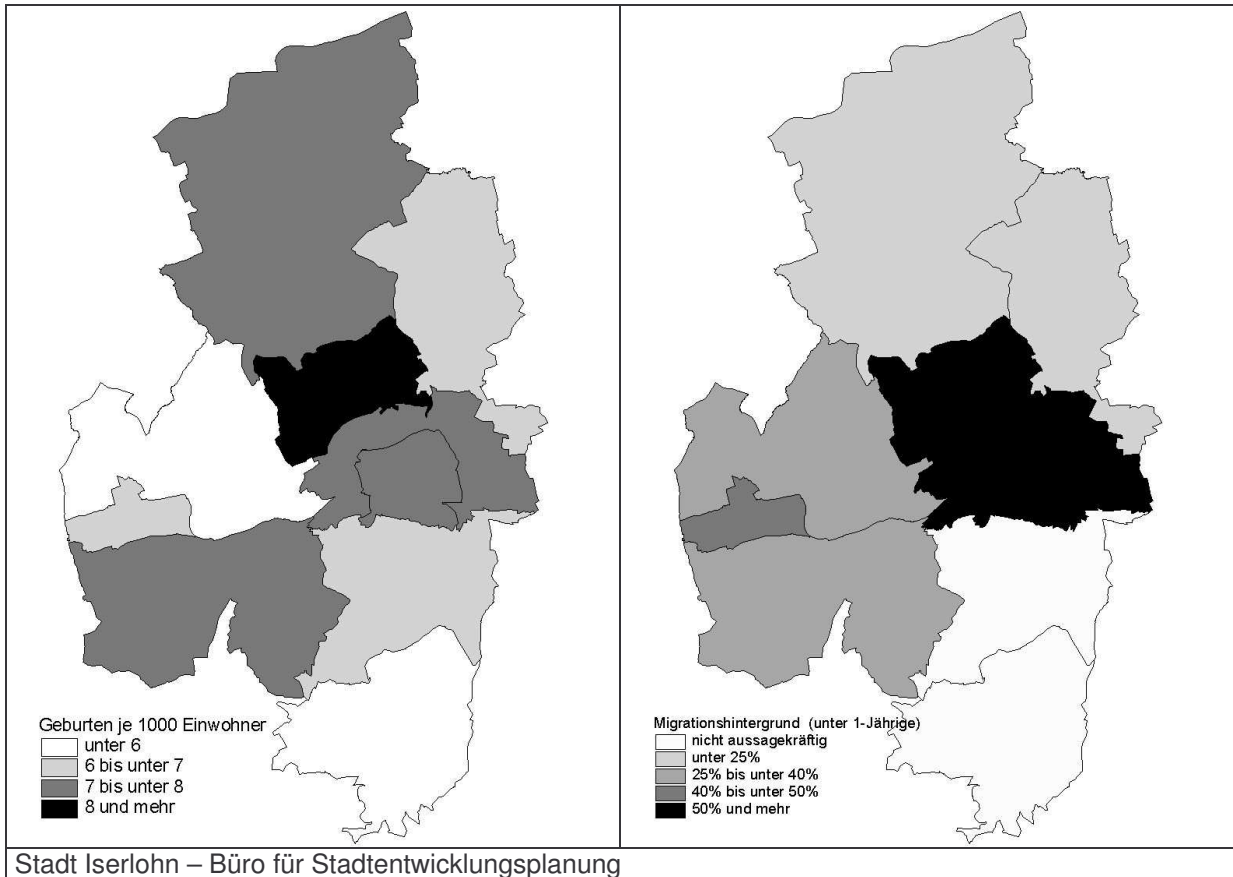 Geburten je 1000 Einwohner
unter 6
6 bis unter 7
7 bis unter 8
8 und mehr
Migrationshintergrund (unter 1-Jährige)
nicht aussagekräftig
unter 25%
25% bis unter 40%
40% bis unter 50%
50% und mehr
Stadt Iserlohn – Büro für Stadtentwicklungsplanung